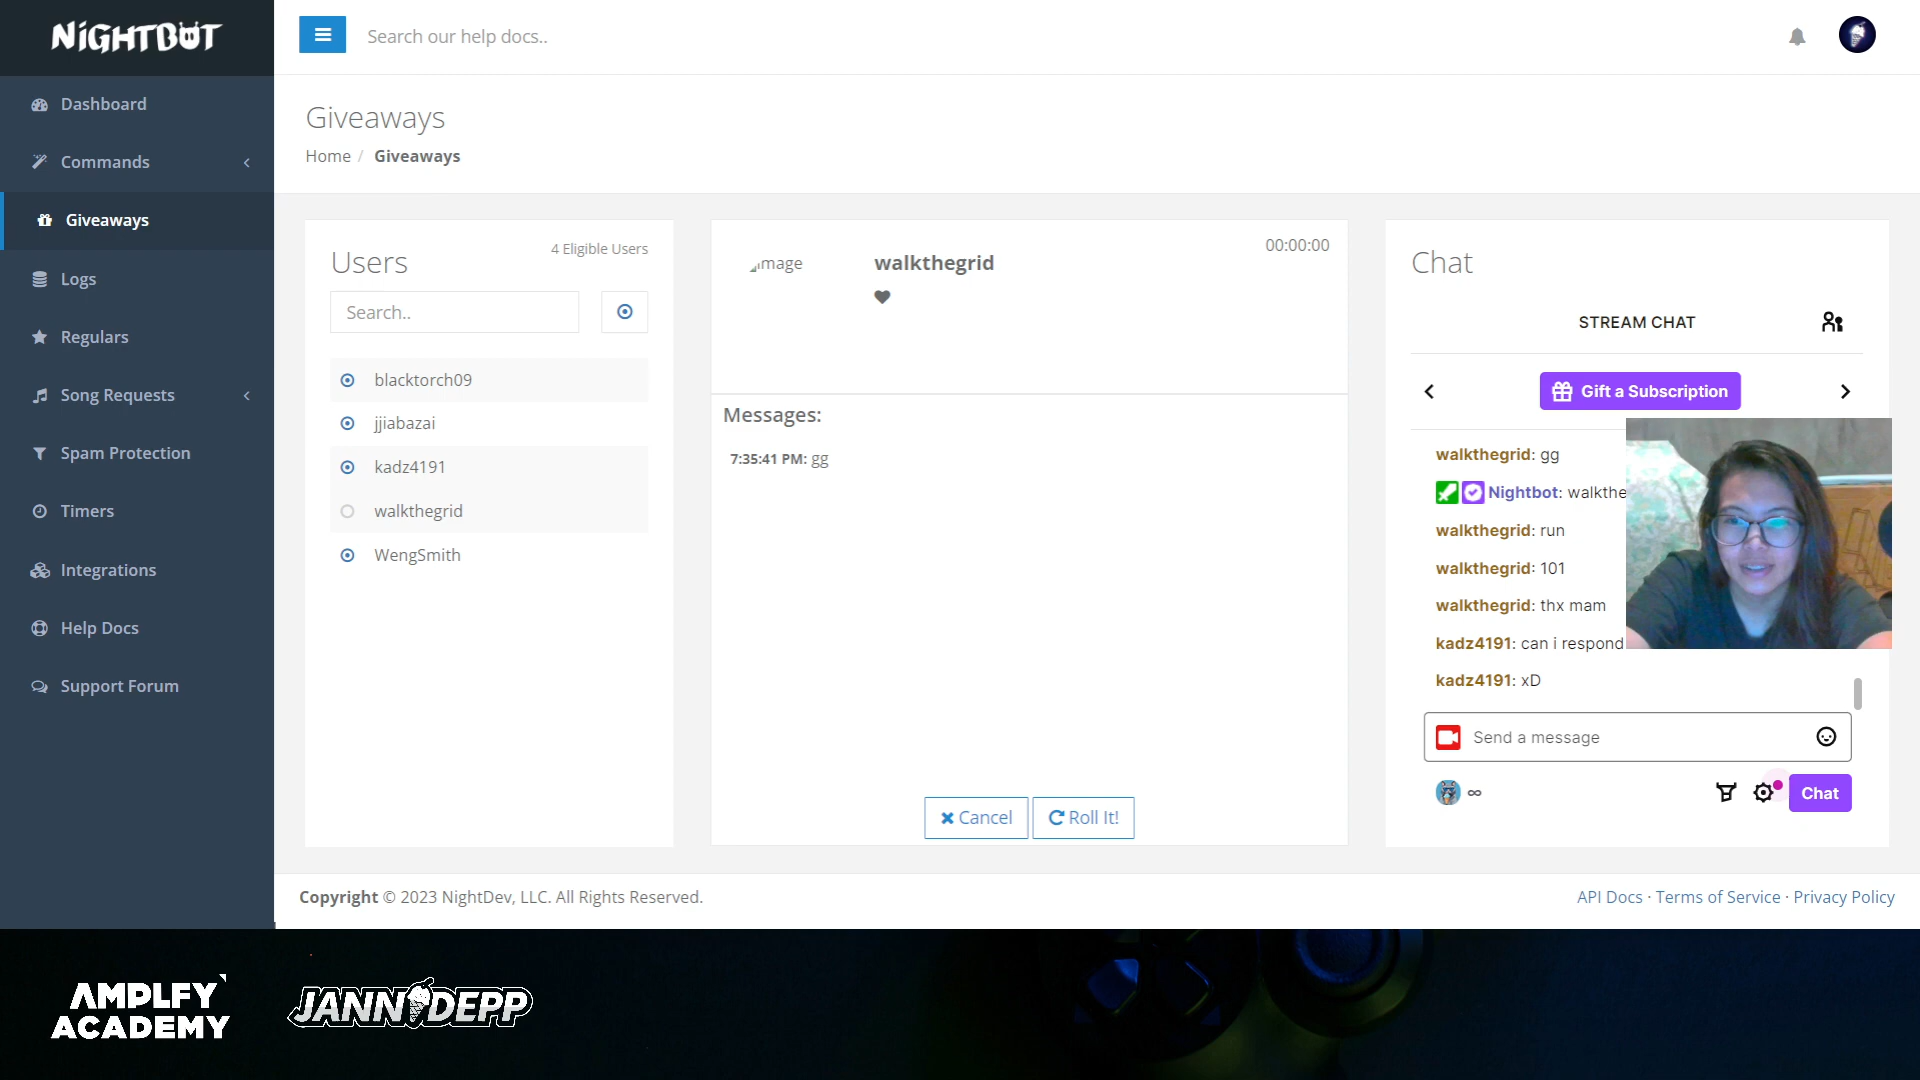 NiGHTBOT
Search our help docs..
Dashboard
Commands
Giveaways
Logs
Regulars
Song Requests
Spam Protection
Timers
Integrations
Help Docs
Support Forum
Giveaways
Home / Giveaways
Users
4 Eligible Users
Search..
blacktorch09
jjiabazai
kadz4191
walkthegrid
WengSmith
mage
walkthegrid
00:00:00
Messages:
7:35:41 PM: gg
Cancel
Roll It!
Chat
STREAM CHAT
Gift a Subscription
walkthegrid: gg
Nightbot: walkthe
walkthegrid: run
walkthegrid: 101
walkthegrid: thx mam
kadz4191: can i respond
kadz4191: xD
Send a message
∞
Chat
Copyright © 2023 NightDev, LLC. All Rights Reserved.
API Docs · Terms of Service · Privacy Policy
AMPLFY
ACADEMY
JANNiDEPP